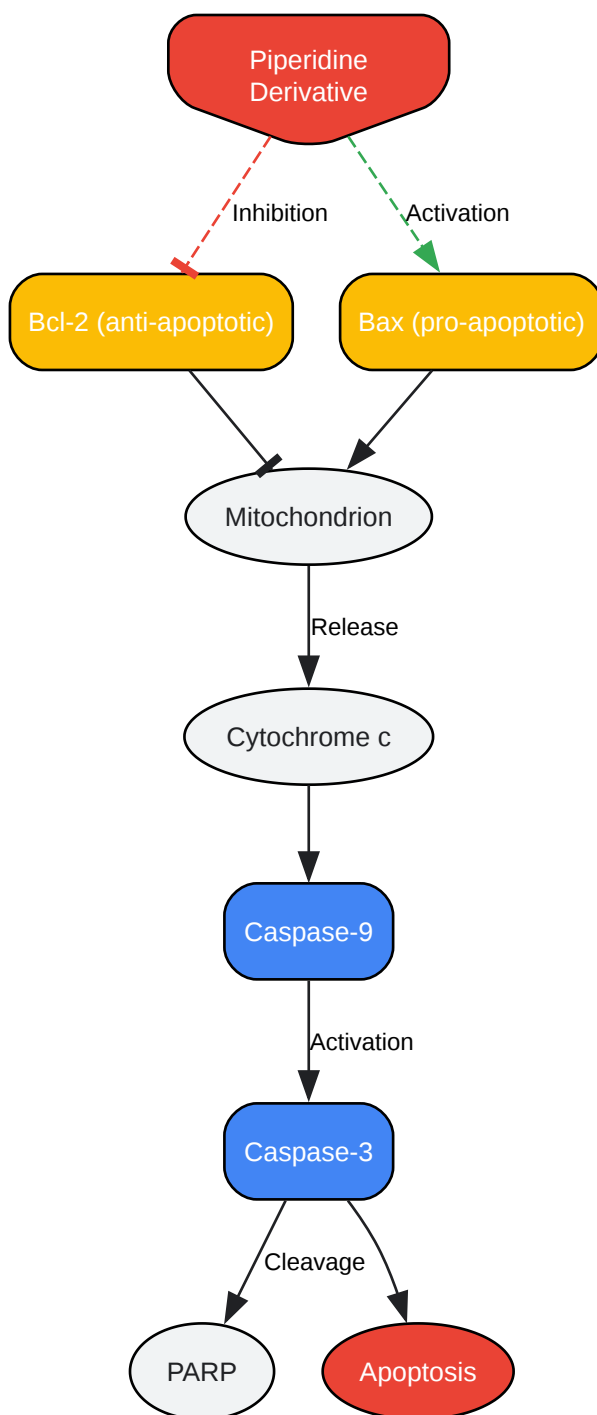 Piperidine
Derivative
Inhibition
Activation
Bcl-2 (anti-apoptotic)
Bax (pro-apoptotic)
Mitochondrion
Release
Cytochrome c
Caspase-9
Activation
Caspase-3
Cleavage
PARP
Apoptosis